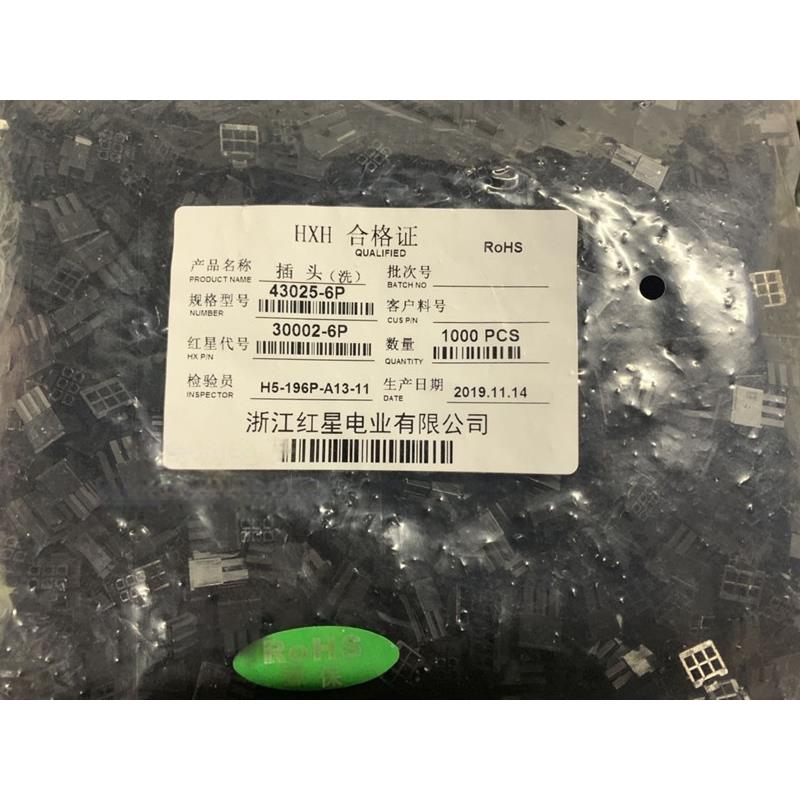 HXH 合格证
QUALIFIED
RoHS
产品名称 插头(洗) 批次号
PRODUCT NAME BATCH NO
规格型号 43025-6P 客户料号
NUMBER CUS P/N
红星代号 30002-6P 数量 1000 PCS
HX P/N QUANTITY
检验员 H5-196P-A13-11 生产日期 2019.11.14
INSPECTOR DATE
浙江红星电业有限公司
RoHS
环保